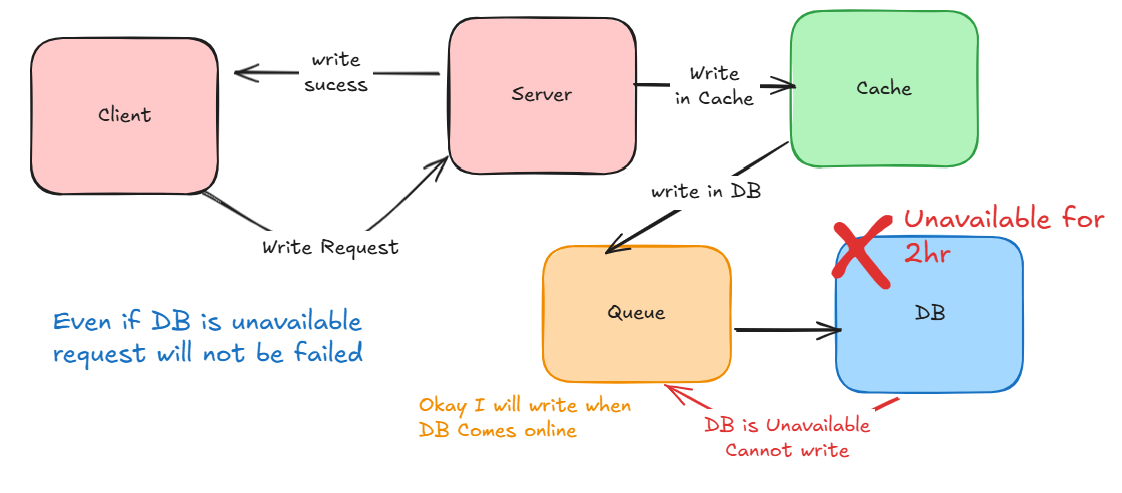 write
sucess
Client
Server
Write
in Cache
Cache
Write Request
write in DB
Unavailable for
2hr
Queue
DB
Even if DB is unavailable
request will not be failed
Okay I will write when
DB Comes online
DB is Unavailable
Cannot write